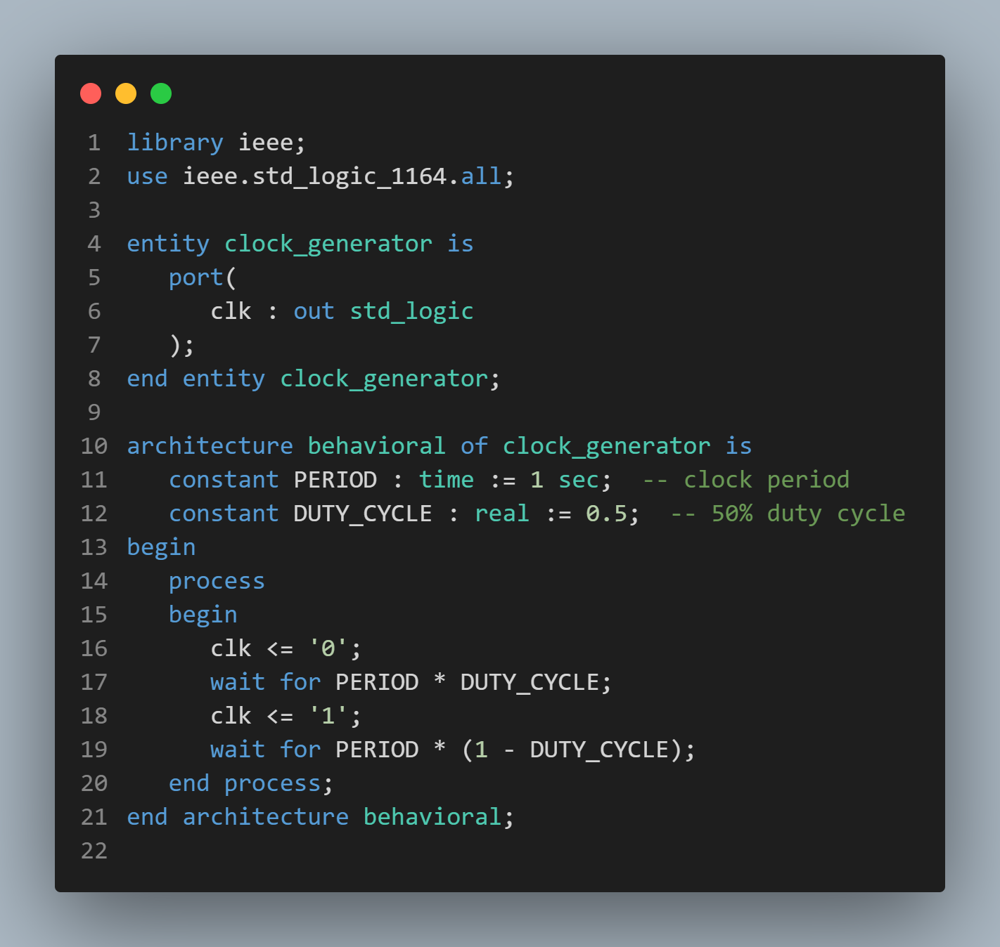 1 library ieee;
2 use ieee.std_logic_1164.all;
3
4 entity clock_generator is
5    port(
6       clk : out std_logic
7    );
8 end entity clock_generator;
9
10 architecture behavioral of clock_generator is
11    constant PERIOD : time := 1 sec;  -- clock period
12    constant DUTY_CYCLE : real := 0.5;  -- 50% duty cycle
13 begin
14    process
15    begin
16       clk <= '0';
17       wait for PERIOD * DUTY_CYCLE;
18       clk <= '1';
19       wait for PERIOD * (1 - DUTY_CYCLE);
20    end process;
21 end architecture behavioral;
22